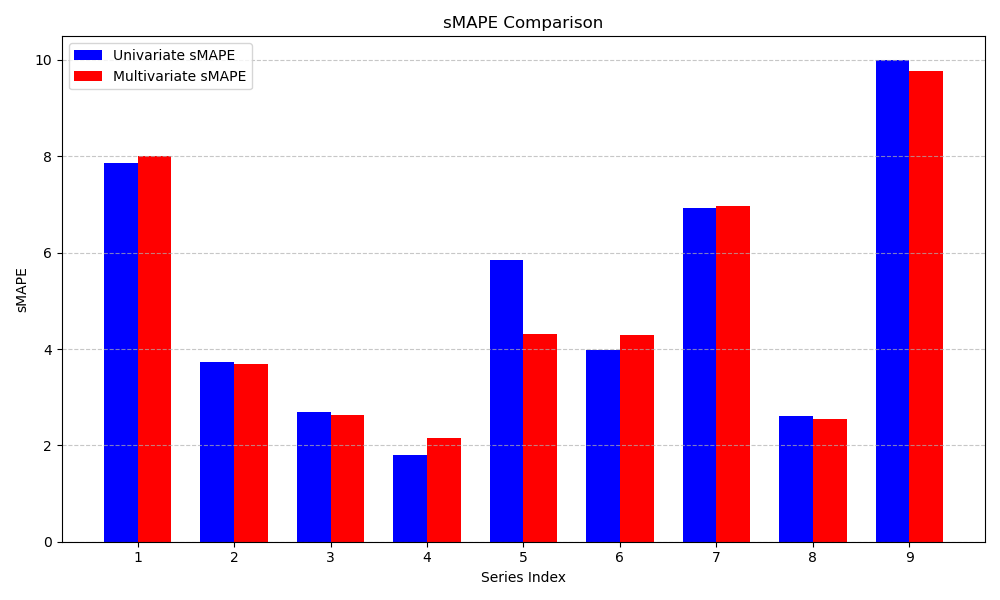 sMAPE Comparison
Univariate sMAPE
Multivariate sMAPE
sMAPE
10
8
6
4
2
0
1 2 3 4 5 6 7 8 9
Series Index